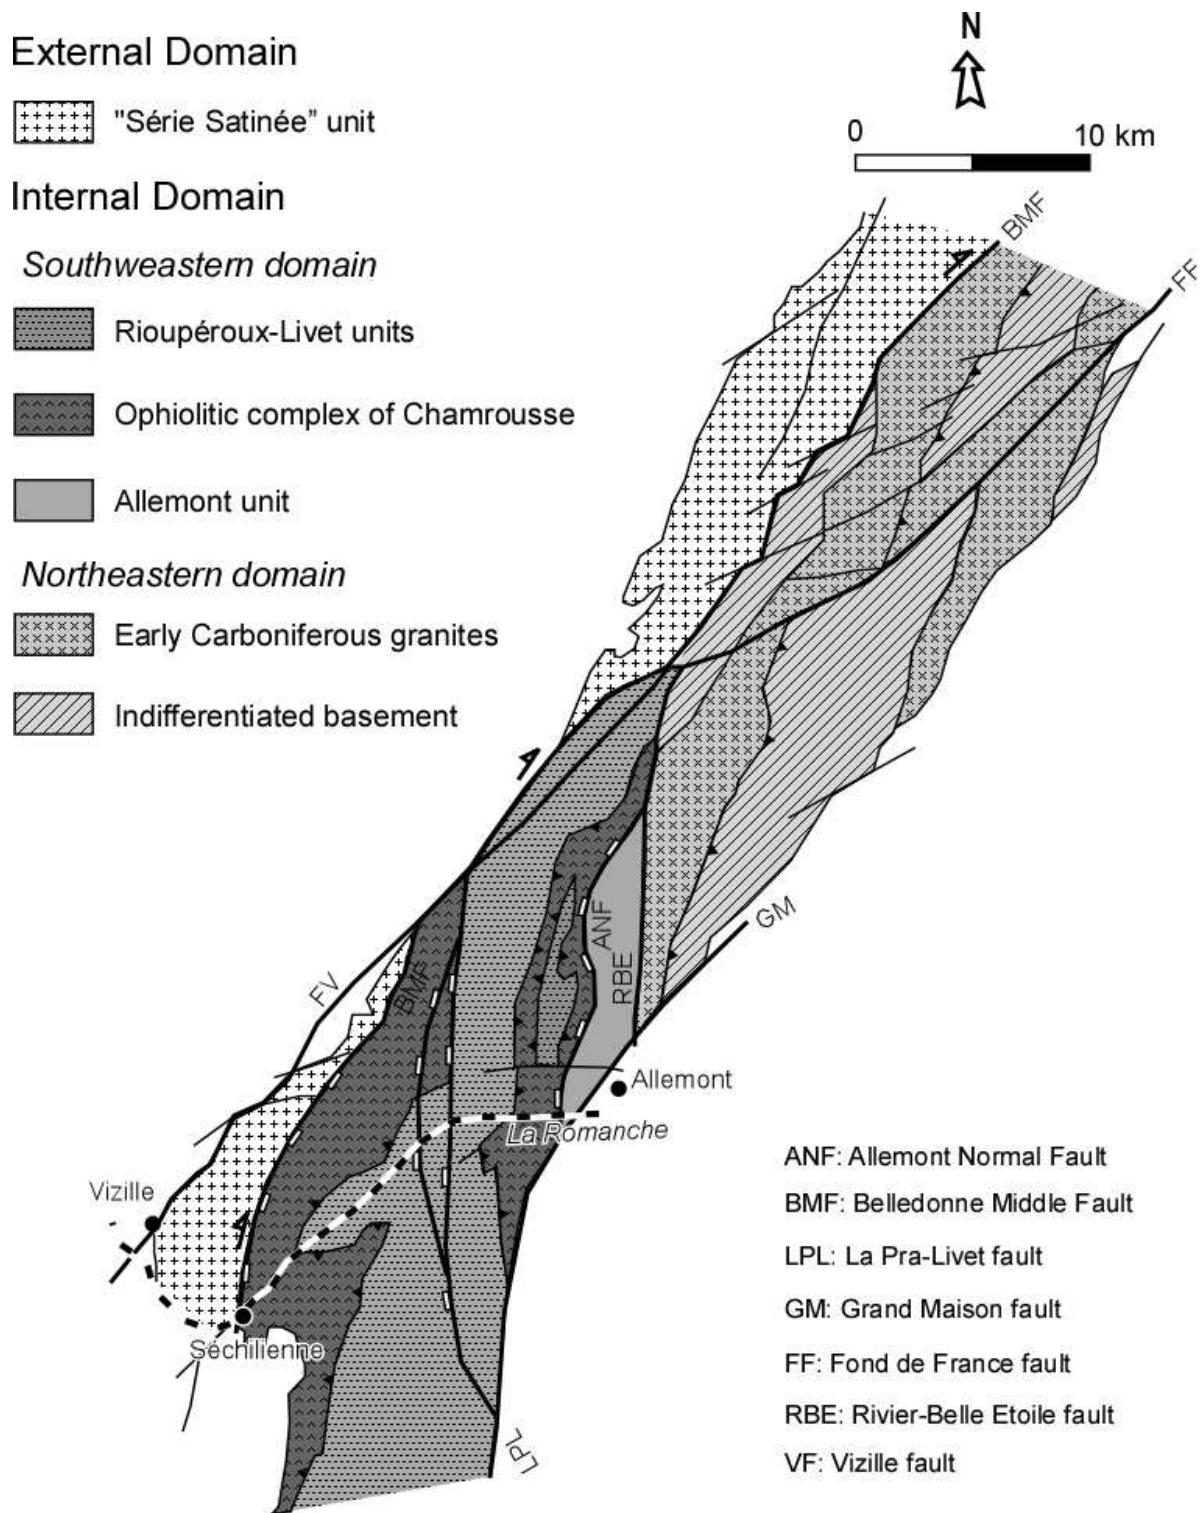 External Domain
"Série Satinée” unit
Internal Domain
Southweastern domain
Rioupéroux-Livet units
Ophiolitic complex of Chamrousse
Allemont unit
Northeastern domain
Early Carboniferous granites
Indifferentiated basement
N
0 10 km
BMF
FF
GM
ANF
RBE
FV
BMF
Allemont
La Romanche
Vizille
Séchilienne
LPL
ANF: Allemont Normal Fault
BMF: Belledonne Middle Fault
LPL: La Pra-Livet fault
GM: Grand Maison fault
FF: Fond de France fault
RBE: Rivier-Belle Etoile fault
VF: Vizille fault